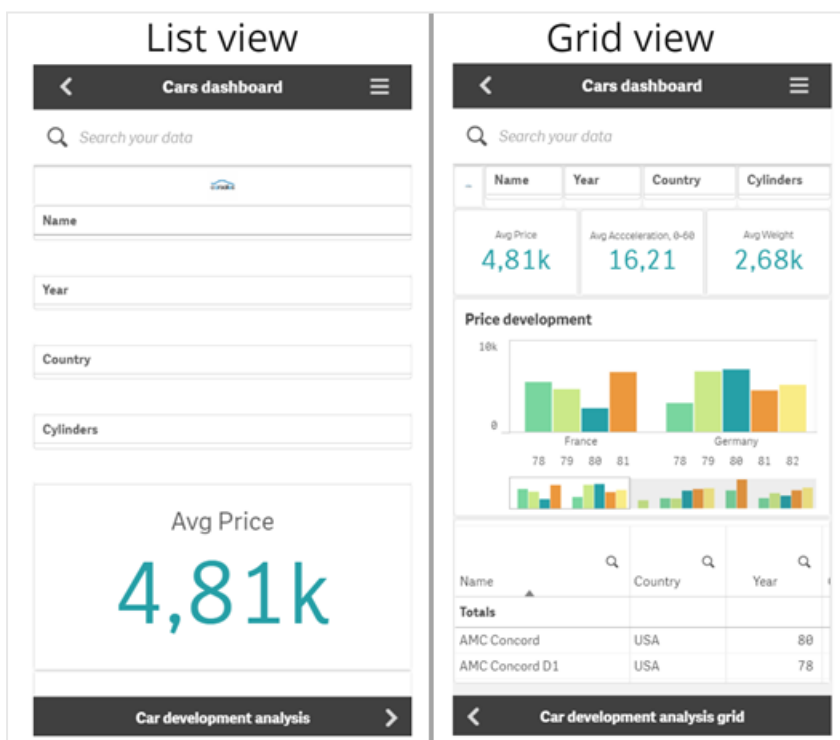 List view
Cars dashboard
Search your data
Name
Year
Country
Cylinders
Avg Price
4,81k
Car development analysis
Grid view
Cars dashboard
Search your data
Name Year Country Cylinders
Avg Price Avg Accceleration, 0-60 Avg Weight
4,81k 16,21 2,68k
Price development
10k
0
France Germany
78 79 80 81 78 79 80 81 82
Name Country Year
Totals
AMC Concord USA 80
AMC Concord D1 USA 78
Car development analysis grid